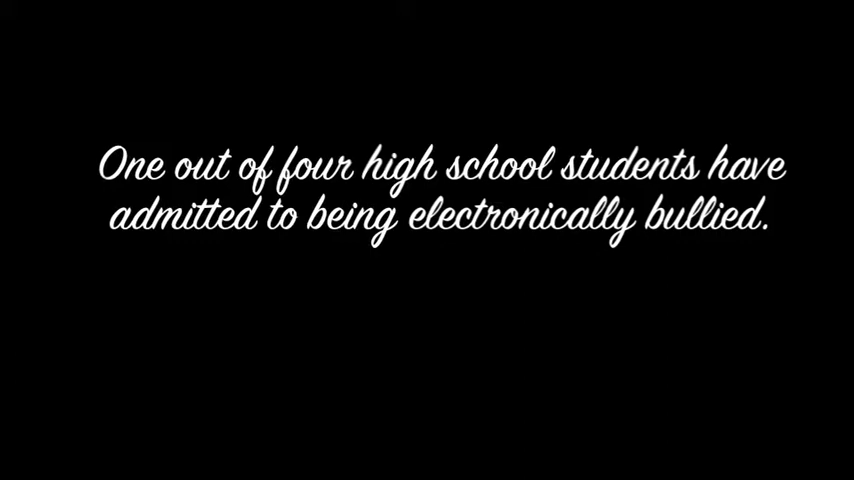 One out of four high school students have
admitted to being electronically bullied.